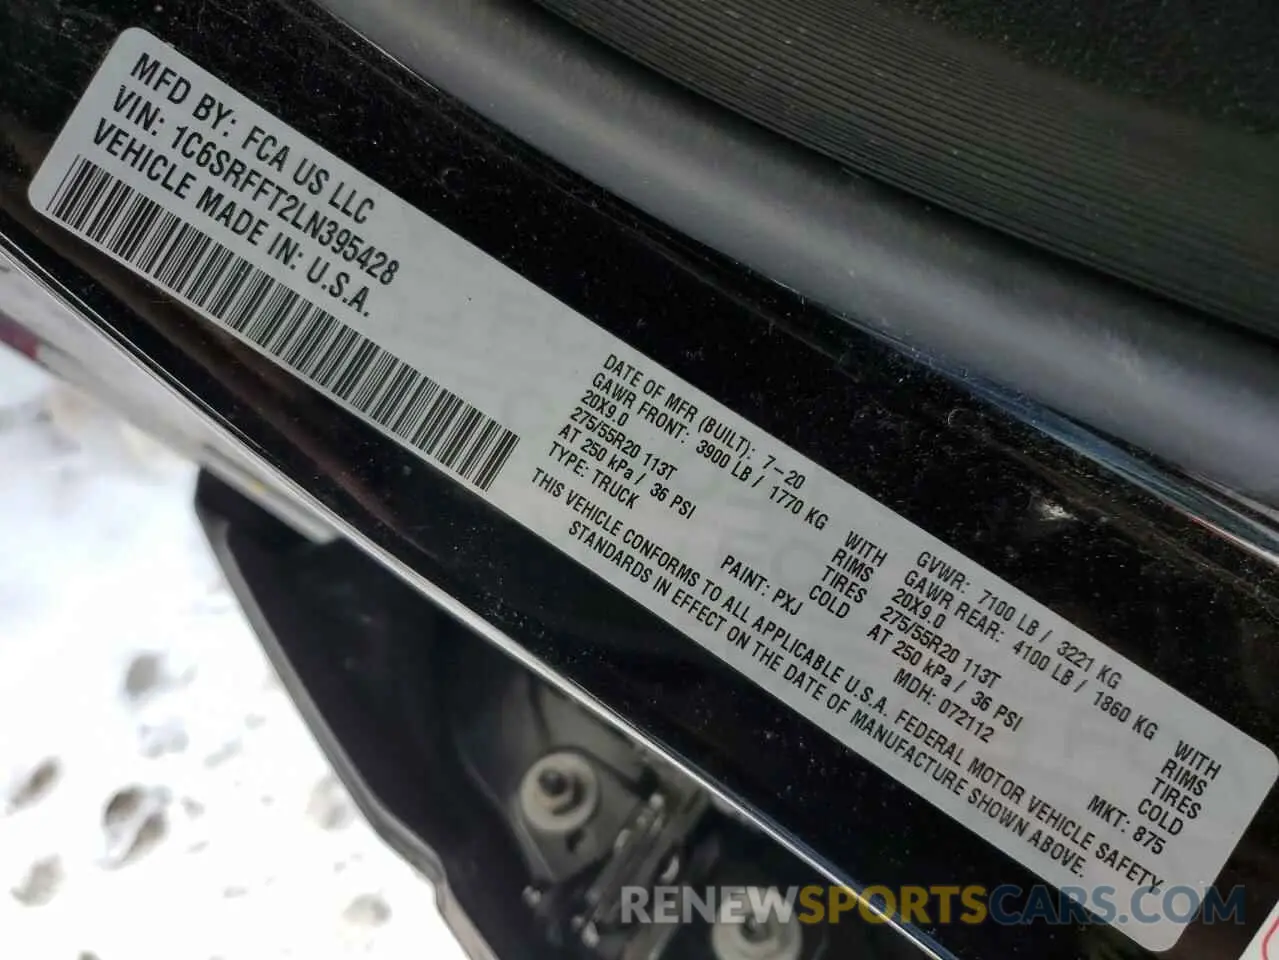 MFD BY: FCA US LLC
VIN: 1C6SRFFT2LN395428
VEHICLE MADE IN: U.S.A.
DATE OF MFR (BUILT): 7-20
GAWR FRONT: 3900 LB / 1770 KG WITH
20X9.0 RIMS
275/55R20 113T TIRES
AT 250 kPa / 36 PSI COLD
TYPE: TRUCK PAINT: PXJ
GVWR: 7100 LB / 3221 KG
GAWR REAR: 4100 LB / 1860 KG WITH
20X9.0 RIMS
275/55R20 113T TIRES
AT 250 kPa / 36 PSI COLD
MDH: 072112 MKT: 875
THIS VEHICLE CONFORMS TO ALL APPLICABLE U.S.A. FEDERAL MOTOR VEHICLE SAFETY
STANDARDS IN EFFECT ON THE DATE OF MANUFACTURE SHOWN ABOVE.
RENEWSPORTSCARS.COM